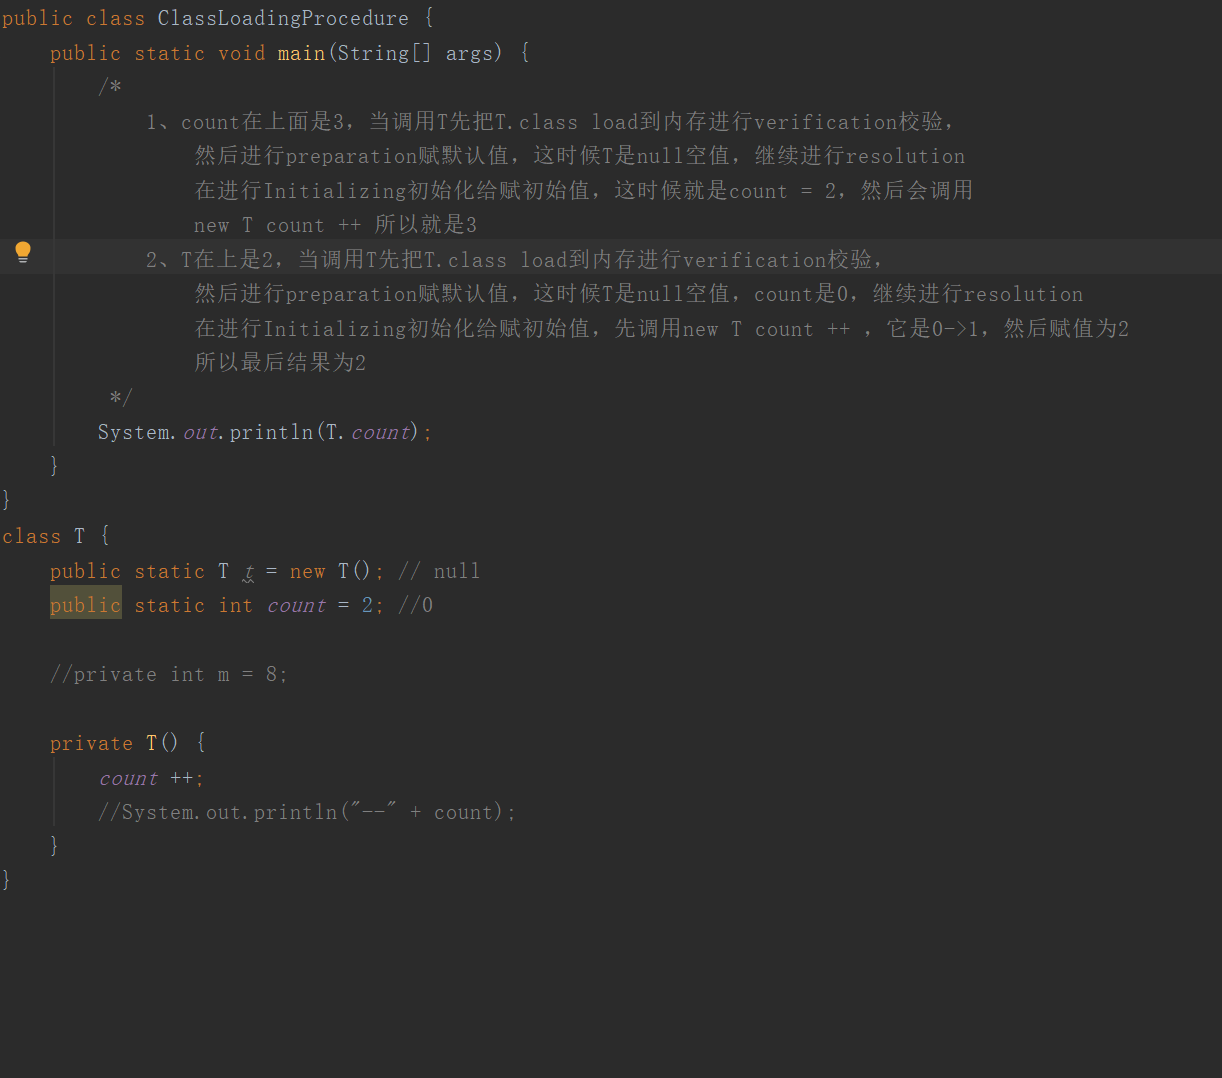 public class ClassLoadingProcedure {
public static void main(String[] args) {
/*
1、count在上面是3，当调用T先把T.class load到内存进行verification校验，
然后进行preparation赋默认值，这时候T是null空值，继续进行resolution
在进行Initializing初始化给赋初始值，这时候就是count = 2，然后会调用
new T count ++ 所以就是3
2、T在上是2，当调用T先把T.class load到内存进行verification校验，
然后进行preparation赋默认值，这时候T是null空值，count是0，继续进行resolution
在进行Initializing初始化给赋初始值，先调用new T count ++ ，它是0->1，然后赋值为2
所以最后结果为2
*/
System.out.println(T.count);
}
}
class T {
public static T t = new T(); // null
public static int count = 2; //0
//private int m = 8;
private T() {
count ++;
//System.out.println("--" + count);
}
}